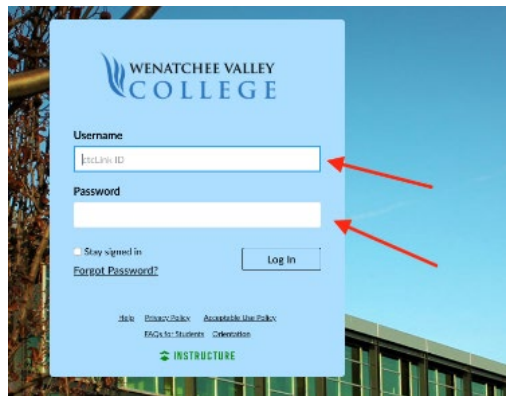 WENATCHEE VALLEY
COLLEGE
Username
ctcLink ID
Password
Stay signed in
Log In
Forgot Password?
Help Privacy Policy Acceptable Use Policy
FAQs for Students Orientation
INSTRUCTURE